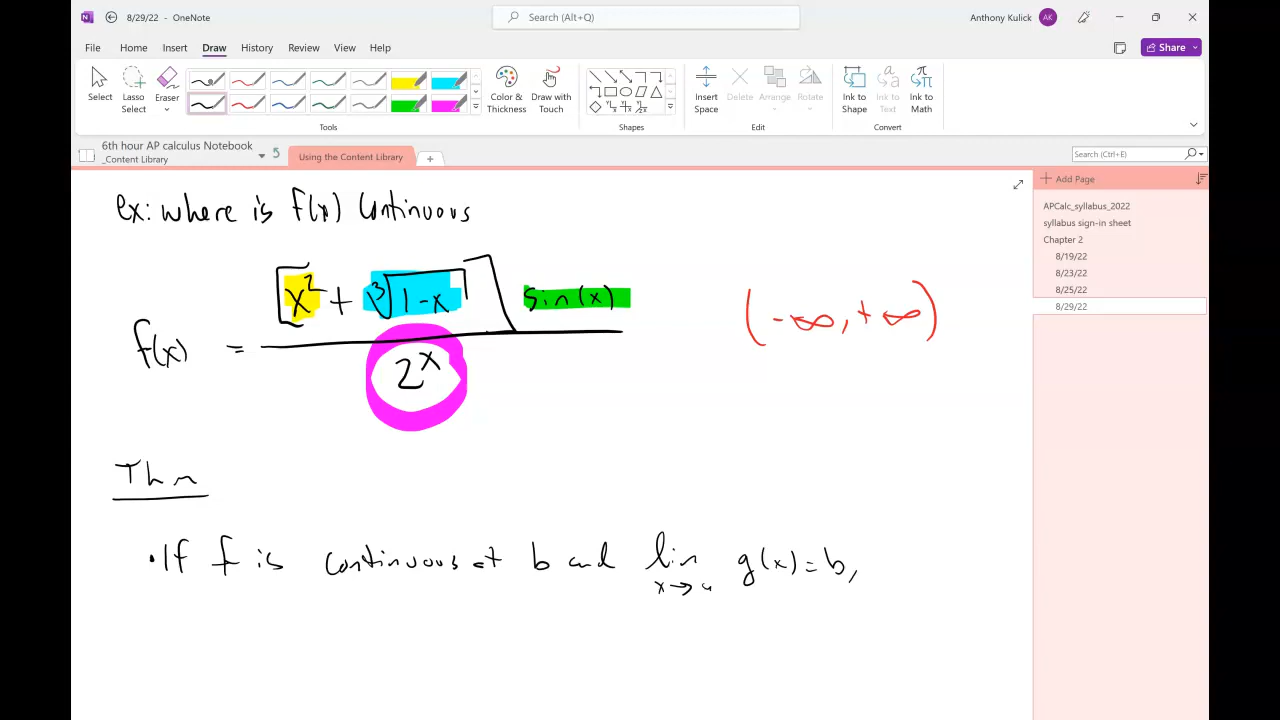 8/29/22 - OneNote
Search (Alt+Q)
Anthony Kulick AK
File Home Insert Draw History Review View Help
Share
Select
Lasso Select
Eraser
Color & Thickness
Draw with Touch
Insert Space
Delete
Arrange
Rotate
Ink to Shape
Ink to Text
Ink to Math
Tools Shapes Edit Convert
6th hour AP calculus Notebook
_Content Library
Using the Content Library
+
Search (Ctrl+E)
Add Page
APCalc_syllabus_2022
syllabus sign-in sheet
Chapter 2
8/19/22
8/23/22
8/25/22
8/29/22
ex: where is f(x) Continuous
f(x) = [x² + ∛(1-x)] sin(x) / 2ˣ
(-∞, +∞)
Thm
• If f is continuous at b and lim x→a g(x) = b,